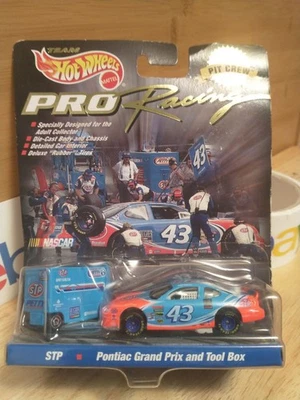 Hot Wheels
MATTEL
PIT CREW
PRO Racing
Specially Designed for the
Adult Collector
Die-Cast Body and Chassis
Detailed Car Interior
Deluxe "Rubber" Tires
43
43
NASCAR
STP
43
STP • Pontiac Grand Prix and Tool Box